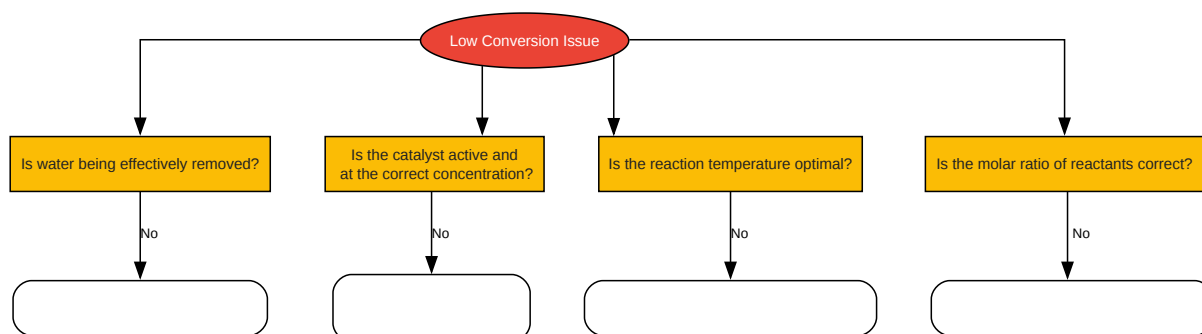 Low Conversion Issue
Is water being effectively removed?
Is the catalyst active and
at the correct concentration?
Is the reaction temperature optimal?
Is the molar ratio of reactants correct?
No
No
No
No